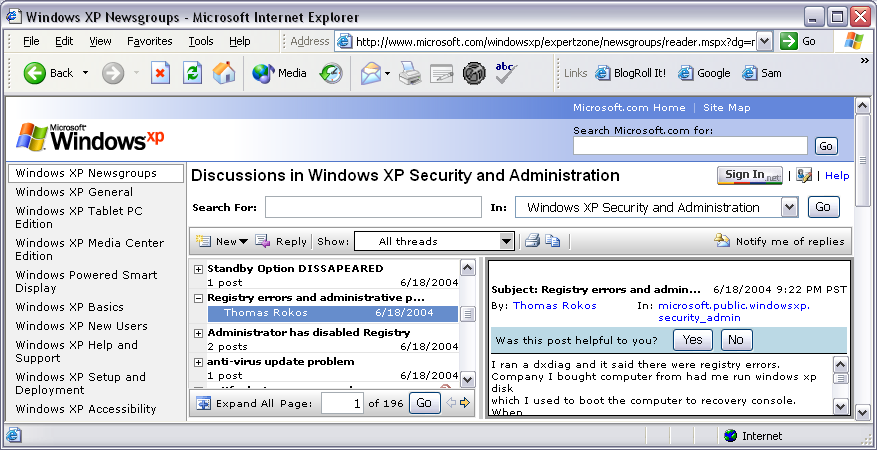 Windows XP Newsgroups - Microsoft Internet Explorer
File Edit View Favorites Tools Help Address http://www.microsoft.com/windowsxp/expertzone/newsgroups/reader.mspx?dg=r Go
Back Media abc Links BlogRoll It! Google Sam
Microsoft.com Home | Site Map
Microsoft
Windows xp
Search Microsoft.com for:
Go
Windows XP Newsgroups
Windows XP General
Windows XP Tablet PC
Edition
Windows XP Media Center
Edition
Windows Powered Smart
Display
Windows XP Basics
Windows XP New Users
Windows XP Help and
Support
Windows XP Setup and
Deployment
Windows XP Accessibility
Discussions in Windows XP Security and Administration
Sign In .net | | Help
Search For: In: Windows XP Security and Administration Go
New Reply Show: All threads Notify me of replies
Standby Option DISSAPEARED
1 post 6/18/2004
Registry errors and administrative p...
Thomas Rokos 6/18/2004
Administrator has disabled Registry
2 posts 6/18/2004
anti-virus update problem
1 post 6/18/2004
Expand All Page: 1 of 196 Go
Subject: Registry errors and admin... 6/18/2004 9:22 PM PST
By: Thomas Rokos In: microsoft.public.windowsxp.
security_admin
Was this post helpful to you? Yes No
I ran a dxdiag and it said there were registry errors.
Company I bought computer from had me run windows xp
disk
which I used to boot the computer to recovery console.
When
Internet